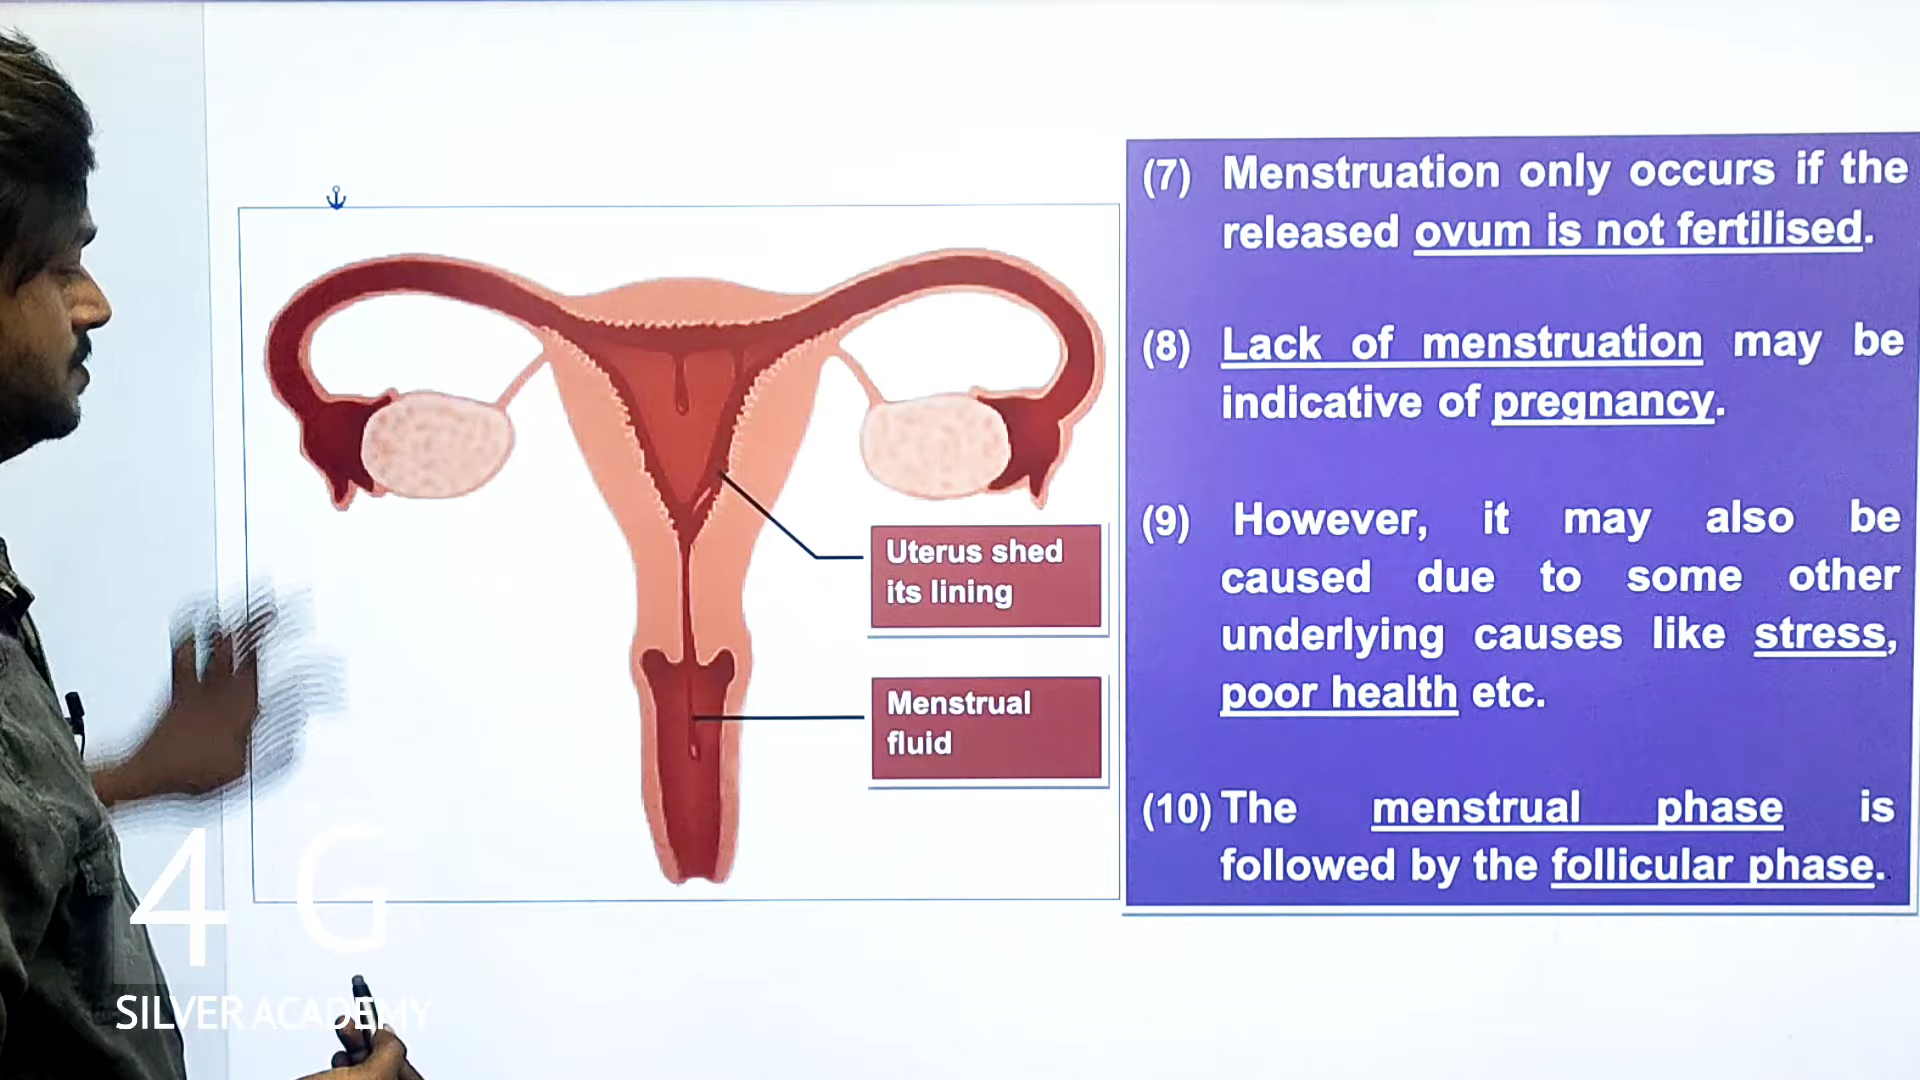 (7) Menstruation only occurs if the
released ovum is not fertilised.
(8) Lack of menstruation may be
indicative of pregnancy.
(9) However, it may also be
caused due to some other
underlying causes like stress,
poor health etc.
(10) The menstrual phase is
followed by the follicular phase.
Uterus shed
its lining
Menstrual
fluid
4 G
SILVER ACADEMY